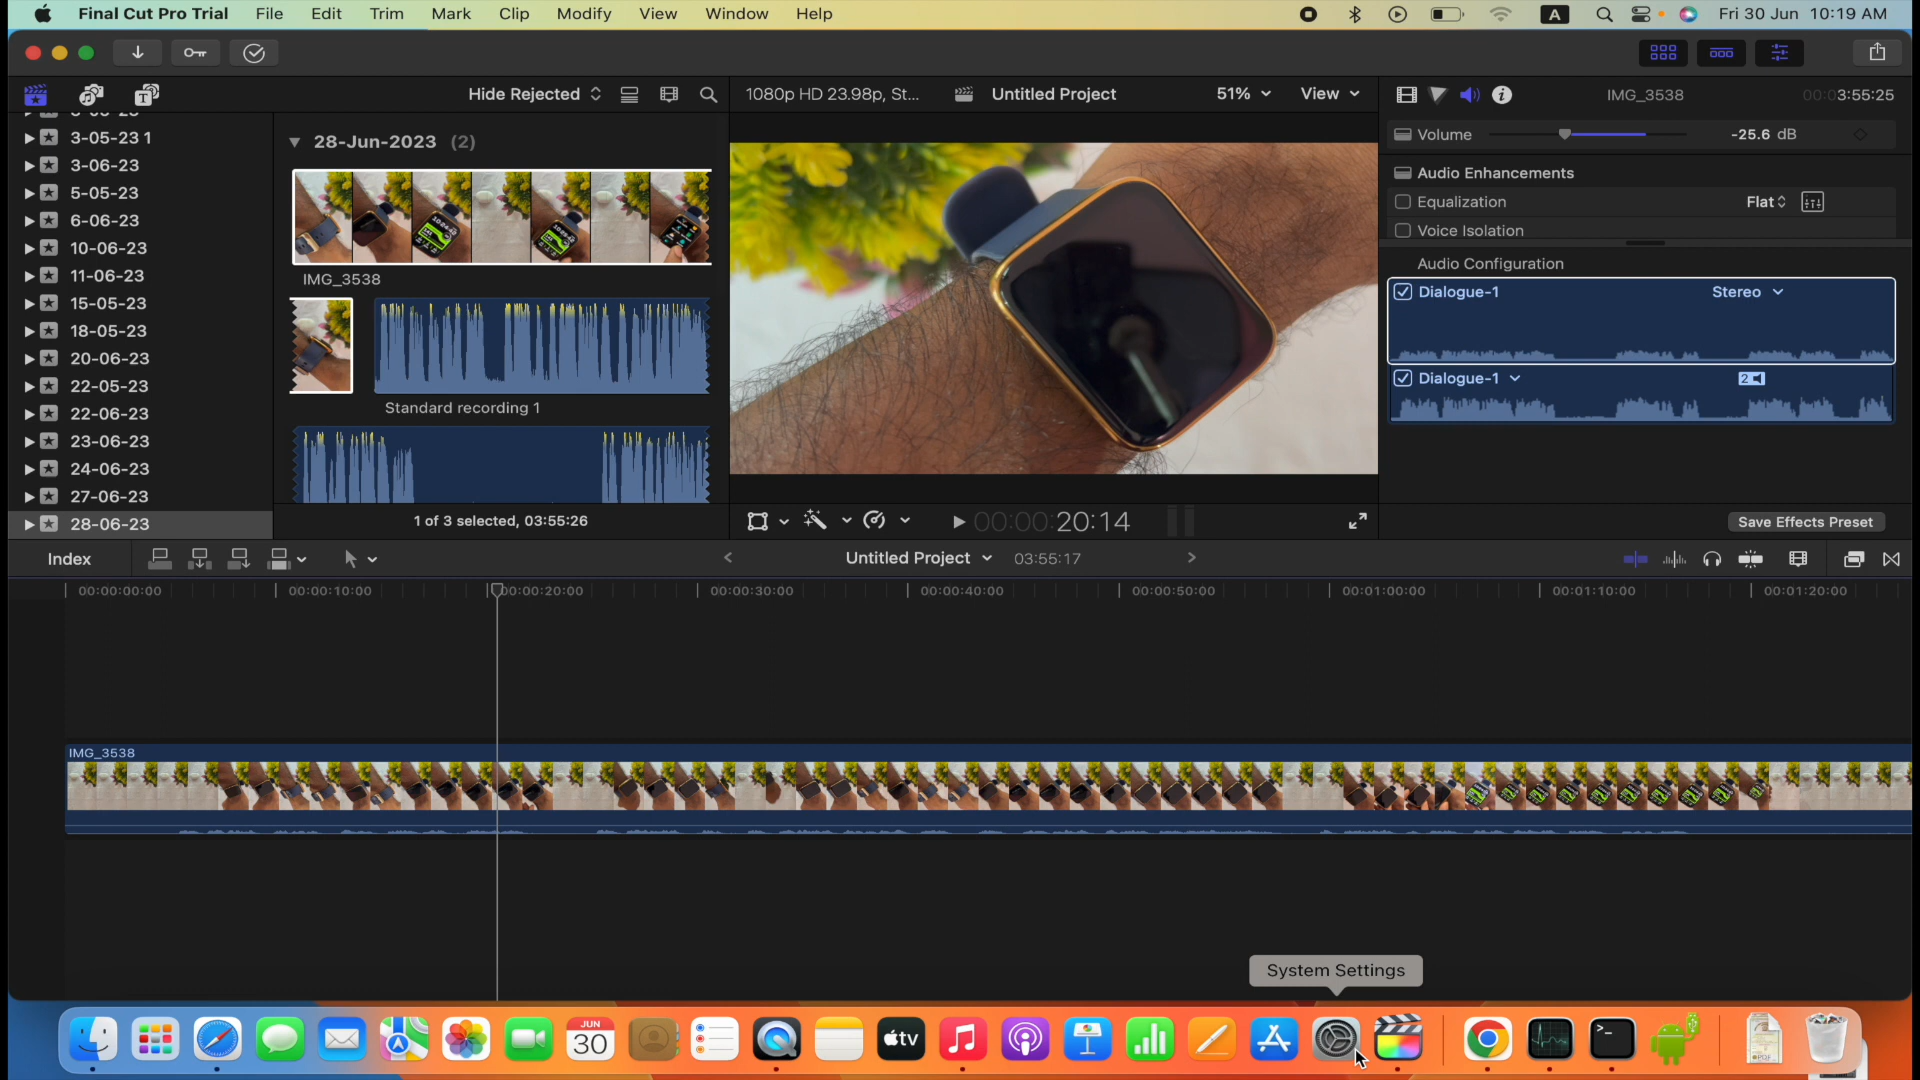 Final Cut Pro Trial File Edit Trim Mark Clip Modify View Window Help A Fri 30 Jun 10:19 AM
Hide Rejected 1080p HD 23.98p, St... Untitled Project 51% View IMG_3538 00:03:55:25
3-05-23 1
3-06-23
5-05-23
6-06-23
10-06-23
11-06-23
15-05-23
18-05-23
20-06-23
22-05-23
22-06-23
23-06-23
24-06-23
27-06-23
28-06-23
28-Jun-2023 (2)
IMG_3538
Standard recording 1
1 of 3 selected, 03:55:26
00:00:20:14
Volume -25.6 dB
Audio Enhancements
Equalization Flat
Voice Isolation
Audio Configuration
Dialogue-1 Stereo
Dialogue-1 2
Save Effects Preset
Index Untitled Project 03:55:17
00:00:00:00 00:00:10:00 00:00:20:00 00:00:30:00 00:00:40:00 00:00:50:00 00:01:00:00 00:01:10:00 00:01:20:00
IMG_3538
System Settings
JUN
30
tv